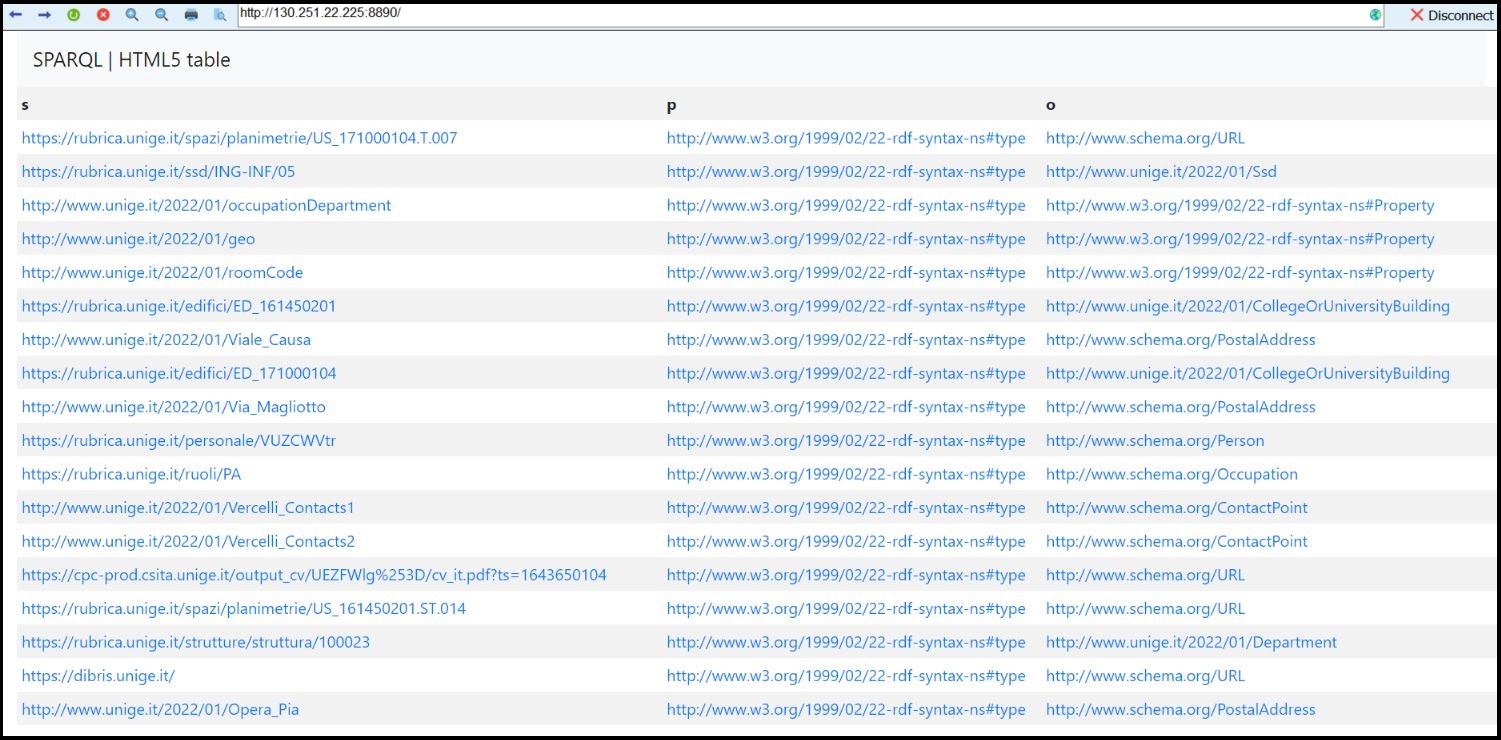 http://130.251.22.225:8890/ Disconnect
SPARQL | HTML5 table
s p o
https://rubrica.unige.it/spazi/planimetrie/US_171000104.T.007 http://www.w3.org/1999/02/22-rdf-syntax-ns#type http://www.schema.org/URL
https://rubrica.unige.it/ssd/ING-INF/05 http://www.w3.org/1999/02/22-rdf-syntax-ns#type http://www.unige.it/2022/01/Ssd
http://www.unige.it/2022/01/occupationDepartment http://www.w3.org/1999/02/22-rdf-syntax-ns#type http://www.w3.org/1999/02/22-rdf-syntax-ns#Property
http://www.unige.it/2022/01/geo http://www.w3.org/1999/02/22-rdf-syntax-ns#type http://www.w3.org/1999/02/22-rdf-syntax-ns#Property
http://www.unige.it/2022/01/roomCode http://www.w3.org/1999/02/22-rdf-syntax-ns#type http://www.w3.org/1999/02/22-rdf-syntax-ns#Property
https://rubrica.unige.it/edifici/ED_161450201 http://www.w3.org/1999/02/22-rdf-syntax-ns#type http://www.unige.it/2022/01/CollegeOrUniversityBuilding
http://www.unige.it/2022/01/Viale_Causa http://www.w3.org/1999/02/22-rdf-syntax-ns#type http://www.schema.org/PostalAddress
https://rubrica.unige.it/edifici/ED_171000104 http://www.w3.org/1999/02/22-rdf-syntax-ns#type http://www.unige.it/2022/01/CollegeOrUniversityBuilding
http://www.unige.it/2022/01/Via_Magliotto http://www.w3.org/1999/02/22-rdf-syntax-ns#type http://www.schema.org/PostalAddress
https://rubrica.unige.it/personale/VUZCWVtr http://www.w3.org/1999/02/22-rdf-syntax-ns#type http://www.schema.org/Person
https://rubrica.unige.it/ruoli/PA http://www.w3.org/1999/02/22-rdf-syntax-ns#type http://www.schema.org/Occupation
http://www.unige.it/2022/01/Vercelli_Contacts1 http://www.w3.org/1999/02/22-rdf-syntax-ns#type http://www.schema.org/ContactPoint
http://www.unige.it/2022/01/Vercelli_Contacts2 http://www.w3.org/1999/02/22-rdf-syntax-ns#type http://www.schema.org/ContactPoint
https://cpc-prod.csita.unige.it/output_cv/UEZFWlg%253D/cv_it.pdf?ts=1643650104 http://www.w3.org/1999/02/22-rdf-syntax-ns#type http://www.schema.org/URL
https://rubrica.unige.it/spazi/planimetrie/US_161450201.ST.014 http://www.w3.org/1999/02/22-rdf-syntax-ns#type http://www.schema.org/URL
https://rubrica.unige.it/strutture/struttura/100023 http://www.w3.org/1999/02/22-rdf-syntax-ns#type http://www.unige.it/2022/01/Department
https://dibris.unige.it/ http://www.w3.org/1999/02/22-rdf-syntax-ns#type http://www.schema.org/URL
http://www.unige.it/2022/01/Opera_Pia http://www.w3.org/1999/02/22-rdf-syntax-ns#type http://www.schema.org/PostalAddress